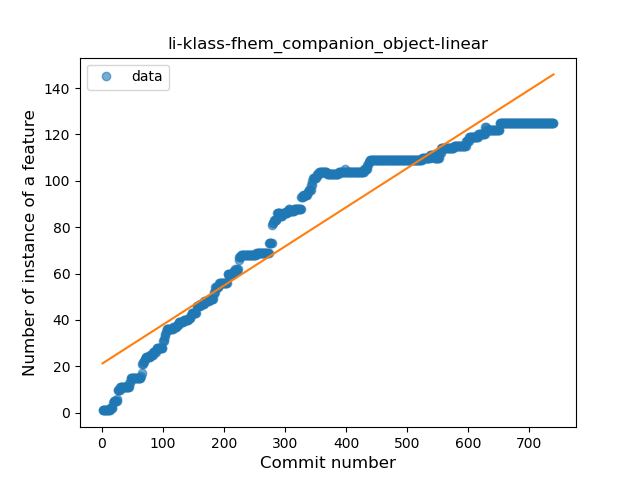 li-klass-fhem_companion_object-linear
data
Number of instance of a feature
140
120
100
80
60
40
20
0
0 100 200 300 400 500 600 700
Commit number